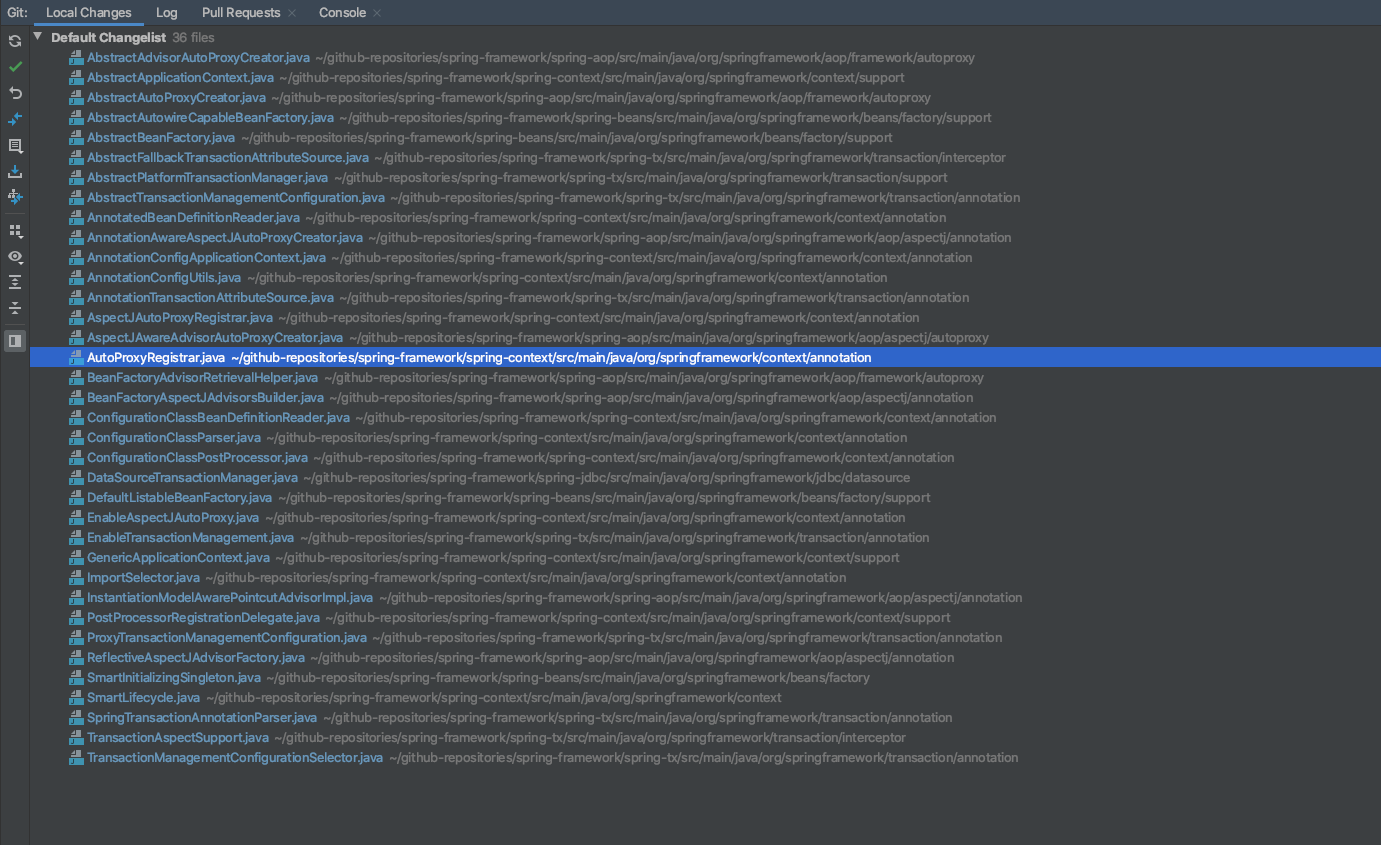 Git: Local Changes Log Pull Requests Console
Default Changelist 36 files
AbstractAdvisorAutoProxyCreator.java ~/github-repositories/spring-framework/spring-aop/src/main/java/org/springframework/aop/framework/autoproxy
AbstractApplicationContext.java ~/github-repositories/spring-framework/spring-context/src/main/java/org/springframework/context/support
AbstractAutoProxyCreator.java ~/github-repositories/spring-framework/spring-aop/src/main/java/org/springframework/aop/framework/autoproxy
AbstractAutowireCapableBeanFactory.java ~/github-repositories/spring-framework/spring-beans/src/main/java/org/springframework/beans/factory/support
AbstractBeanFactory.java ~/github-repositories/spring-framework/spring-beans/src/main/java/org/springframework/beans/factory/support
AbstractFallbackTransactionAttributeSource.java ~/github-repositories/spring-framework/spring-tx/src/main/java/org/springframework/transaction/interceptor
AbstractPlatformTransactionManager.java ~/github-repositories/spring-framework/spring-tx/src/main/java/org/springframework/transaction/support
AbstractTransactionManagementConfiguration.java ~/github-repositories/spring-framework/spring-tx/src/main/java/org/springframework/transaction/annotation
AnnotatedBeanDefinitionReader.java ~/github-repositories/spring-framework/spring-context/src/main/java/org/springframework/context/annotation
AnnotationAwareAspectJAutoProxyCreator.java ~/github-repositories/spring-framework/spring-aop/src/main/java/org/springframework/aop/aspectj/annotation
AnnotationConfigApplicationContext.java ~/github-repositories/spring-framework/spring-context/src/main/java/org/springframework/context/annotation
AnnotationConfigUtils.java ~/github-repositories/spring-framework/spring-context/src/main/java/org/springframework/context/annotation
AnnotationTransactionAttributeSource.java ~/github-repositories/spring-framework/spring-tx/src/main/java/org/springframework/transaction/annotation
AspectJAutoProxyRegistrar.java ~/github-repositories/spring-framework/spring-context/src/main/java/org/springframework/context/annotation
AspectJAwareAdvisorAutoProxyCreator.java ~/github-repositories/spring-framework/spring-aop/src/main/java/org/springframework/aop/aspectj/autoproxy
AutoProxyRegistrar.java ~/github-repositories/spring-framework/spring-context/src/main/java/org/springframework/context/annotation
BeanFactoryAdvisorRetrievalHelper.java ~/github-repositories/spring-framework/spring-aop/src/main/java/org/springframework/aop/framework/autoproxy
BeanFactoryAspectJAdvisorsBuilder.java ~/github-repositories/spring-framework/spring-aop/src/main/java/org/springframework/aop/aspectj/annotation
ConfigurationClassBeanDefinitionReader.java ~/github-repositories/spring-framework/spring-context/src/main/java/org/springframework/context/annotation
ConfigurationClassParser.java ~/github-repositories/spring-framework/spring-context/src/main/java/org/springframework/context/annotation
ConfigurationClassPostProcessor.java ~/github-repositories/spring-framework/spring-context/src/main/java/org/springframework/context/annotation
DataSourceTransactionManager.java ~/github-repositories/spring-framework/spring-jdbc/src/main/java/org/springframework/jdbc/datasource
DefaultListableBeanFactory.java ~/github-repositories/spring-framework/spring-beans/src/main/java/org/springframework/beans/factory/support
EnableAspectJAutoProxy.java ~/github-repositories/spring-framework/spring-context/src/main/java/org/springframework/context/annotation
EnableTransactionManagement.java ~/github-repositories/spring-framework/spring-tx/src/main/java/org/springframework/transaction/annotation
GenericApplicationContext.java ~/github-repositories/spring-framework/spring-context/src/main/java/org/springframework/context/support
ImportSelector.java ~/github-repositories/spring-framework/spring-context/src/main/java/org/springframework/context/annotation
InstantiationModelAwarePointcutAdvisorImpl.java ~/github-repositories/spring-framework/spring-aop/src/main/java/org/springframework/aop/aspectj/annotation
PostProcessorRegistrationDelegate.java ~/github-repositories/spring-framework/spring-context/src/main/java/org/springframework/context/support
ProxyTransactionManagementConfiguration.java ~/github-repositories/spring-framework/spring-tx/src/main/java/org/springframework/transaction/annotation
ReflectiveAspectJAdvisorFactory.java ~/github-repositories/spring-framework/spring-aop/src/main/java/org/springframework/aop/aspectj/annotation
SmartInitializingSingleton.java ~/github-repositories/spring-framework/spring-beans/src/main/java/org/springframework/beans/factory
SmartLifecycle.java ~/github-repositories/spring-framework/spring-context/src/main/java/org/springframework/context
SpringTransactionAnnotationParser.java ~/github-repositories/spring-framework/spring-tx/src/main/java/org/springframework/transaction/annotation
TransactionAspectSupport.java ~/github-repositories/spring-framework/spring-tx/src/main/java/org/springframework/transaction/interceptor
TransactionManagementConfigurationSelector.java ~/github-repositories/spring-framework/spring-tx/src/main/java/org/springframework/transaction/annotation